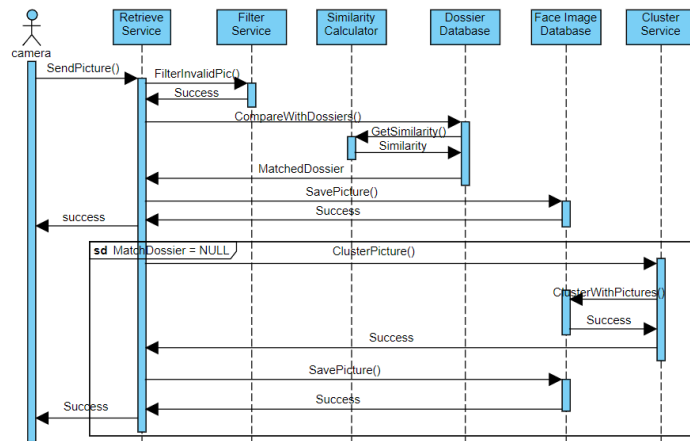 Retrieve
Service
Filter
Service
Similarity
Calculator
Dossier
Database
Face Image
Database
Cluster
Service
camera
SendPicture()
FilterInvalidPic()
Success
CompareWithDossiers()
GetSimilarity()
Similarity
MatchedDossier
SavePicture()
Success
success
sd MatchDossier = NULL
ClusterPicture()
ClusterWithPictures()
Success
Success
SavePicture()
Success
Success